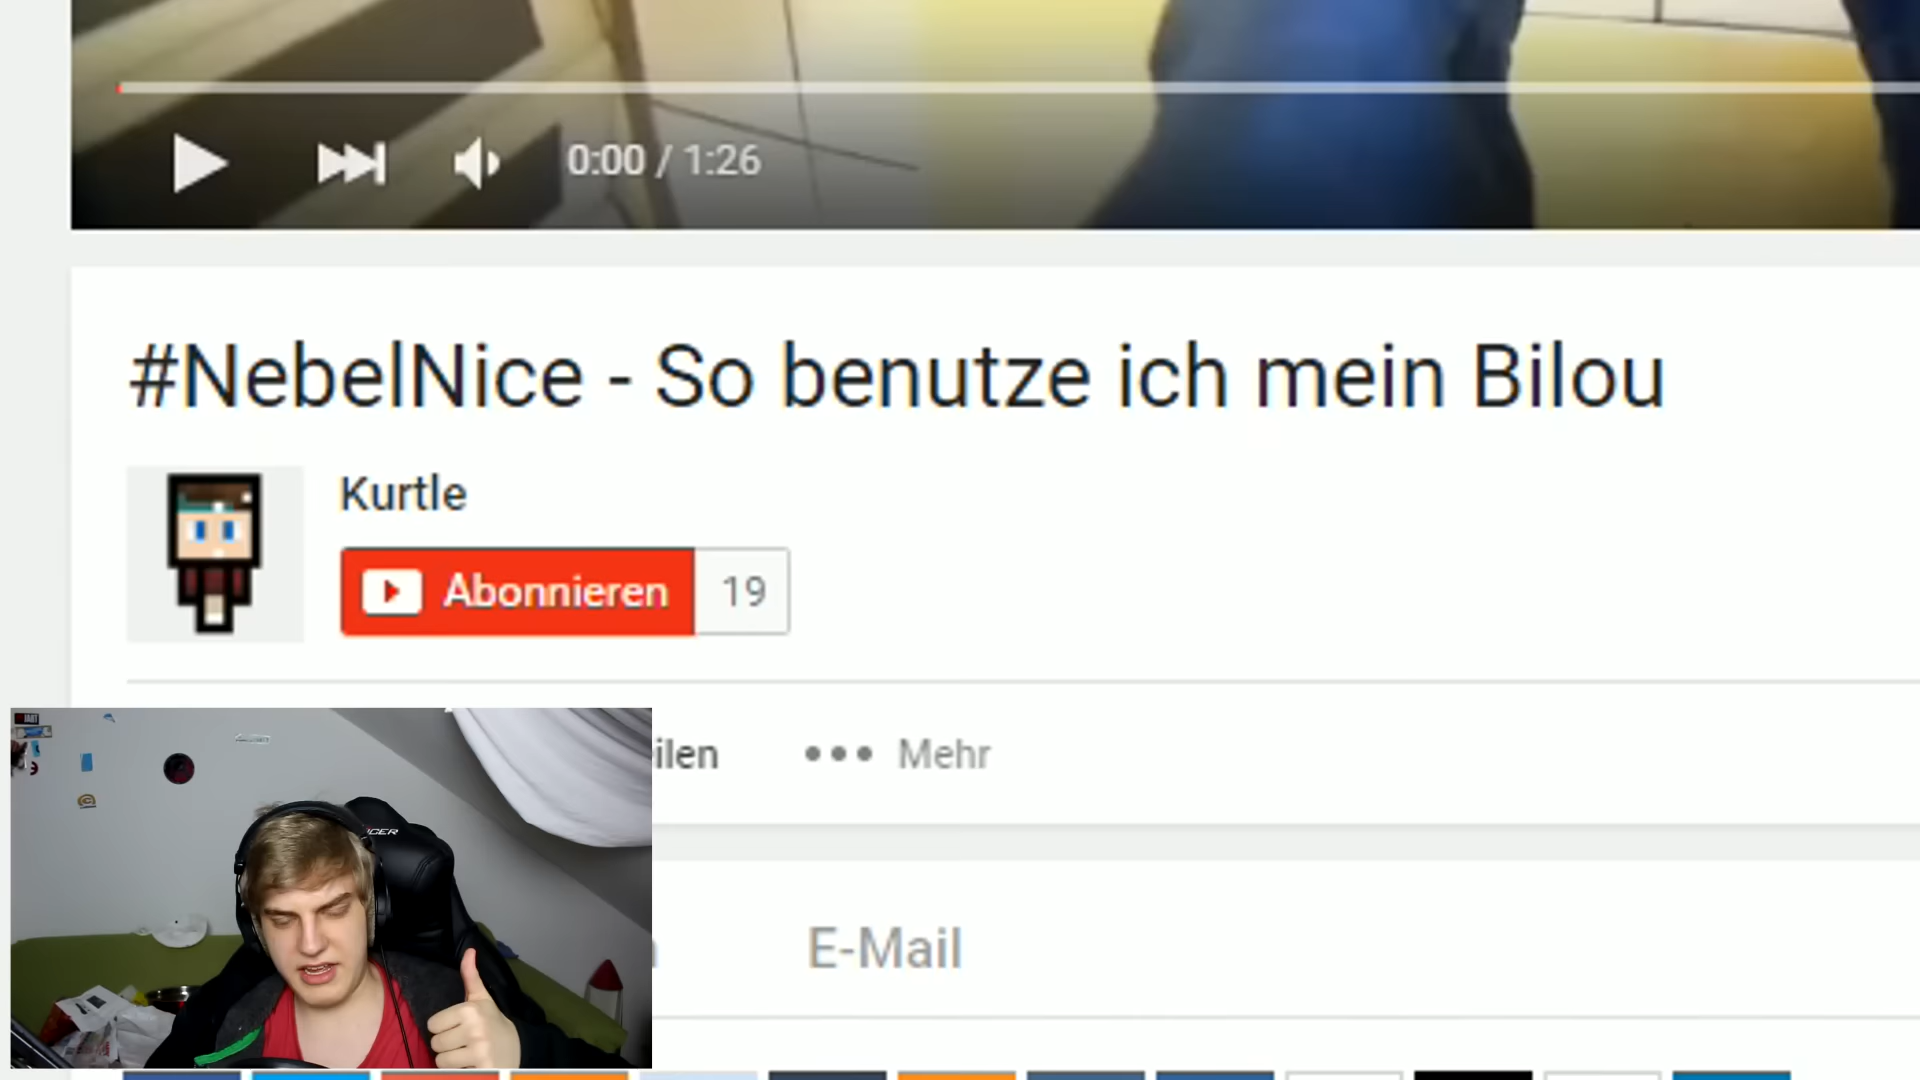 0:00 / 1:26
#NebelNice - So benutze ich mein Bilou
Kurtle
Abonnieren 19
ilen ••• Mehr
E-Mail